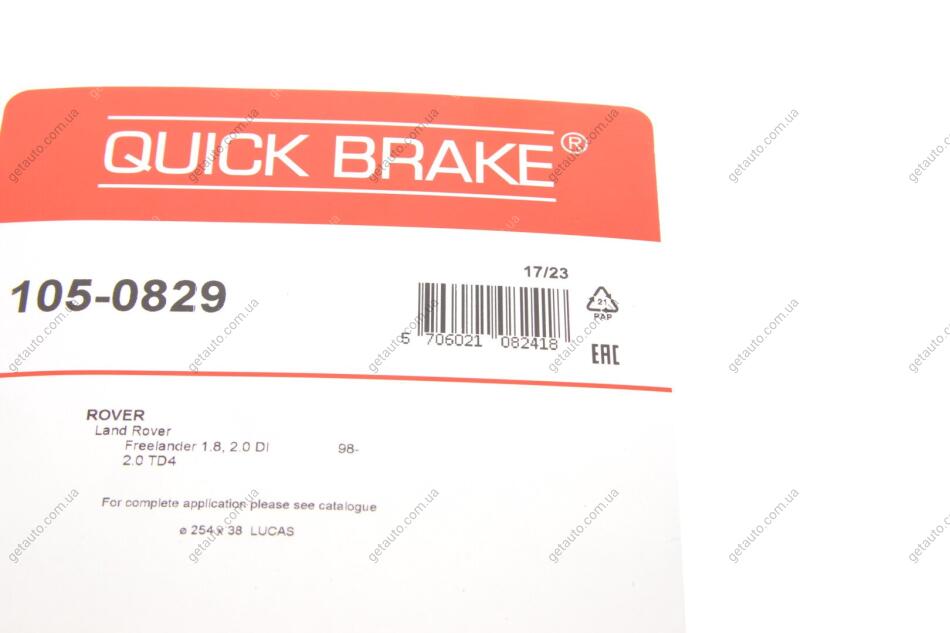 QUICK BRAKE®
105-0829
17/23
5 706021 082418
21
PAP
EAC
ROVER
Land Rover
Freelander 1.8, 2.0 DI 98-
2.0 TD4
For complete application please see catalogue
ø 254 x 38 LUCAS
getauto.com.ua